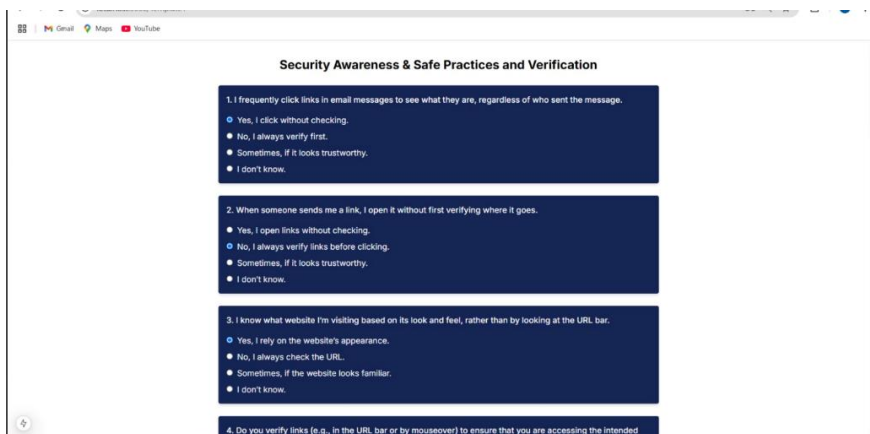 Gmail Maps YouTube
Security Awareness & Safe Practices and Verification
1. I frequently click links in email messages to see what they are, regardless of who sent the message.
Yes, I click without checking.
No, I always verify first.
Sometimes, if it looks trustworthy.
I don't know.
2. When someone sends me a link, I open it without first verifying where it goes.
Yes, I open links without checking.
No, I always verify links before clicking.
Sometimes, if it looks trustworthy.
I don't know.
3. I know what website I'm visiting based on its look and feel, rather than by looking at the URL bar.
Yes, I rely on the website's appearance.
No, I always check the URL.
Sometimes, if the website looks familiar.
I don't know.
4. Do you verify links (e.g., in the URL bar or by mouseover) to ensure that you are accessing the intended